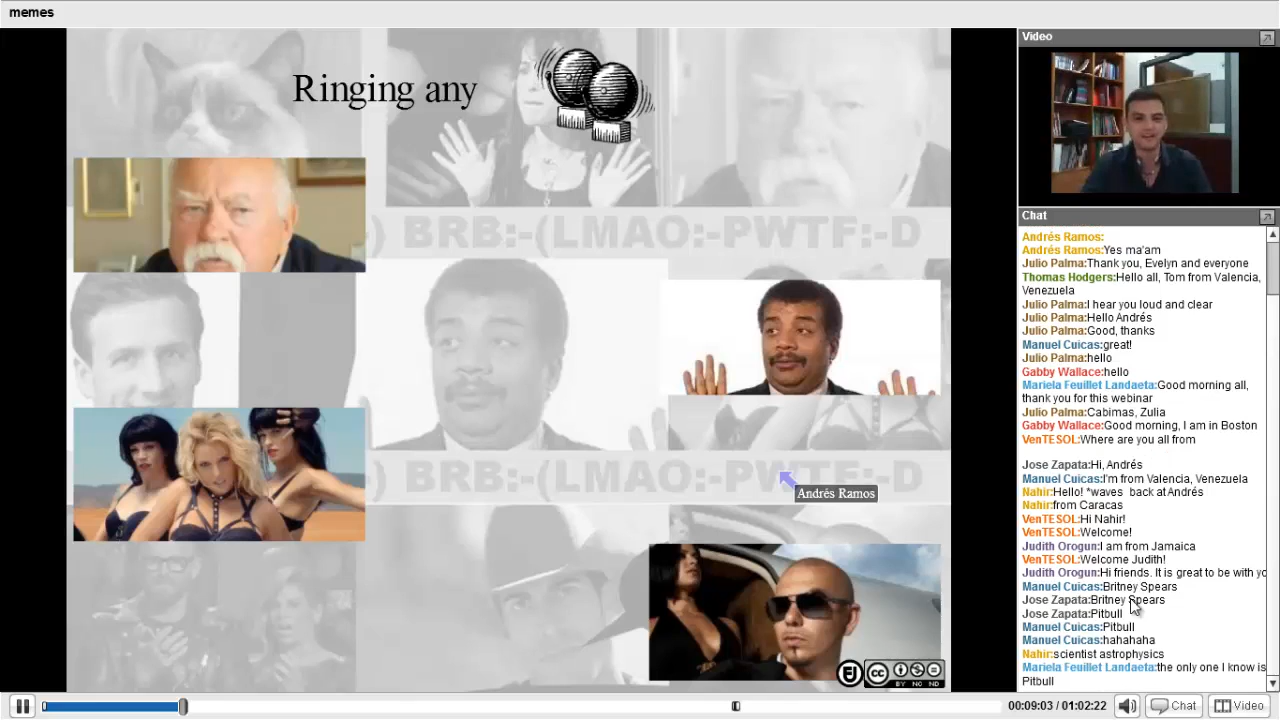 memes
Ringing any
) BRB:-(LMAO:-PWTF:-D
) BRB:-(LMAO:-PWTF:-D
Andrés Ramos
cc
BY NC ND
Video
Chat
Andrés Ramos:
Andrés Ramos:Yes ma'am
Julio Palma:Thank you, Evelyn and everyone
Thomas Hodgers:Hello all, Tom from Valencia,
Venezuela
Julio Palma:I hear you loud and clear
Julio Palma:Hello Andrés
Julio Palma:Good, thanks
Manuel Cuicas:great!
Julio Palma:hello
Gabby Wallace:hello
Mariela Feuillet Landaeta:Good morning all,
thank you for this webinar
Julio Palma:Cabimas, Zulia
Gabby Wallace:Good morning, I am in Boston
VenTESOL:Where are you all from
Jose Zapata:Hi, Andrés
Manuel Cuicas:I'm from Valencia, Venezuela
Nahir:Hello! *waves back at Andrés
Nahir:from Caracas
VenTESOL:Hi Nahir!
VenTESOL:Welcome!
Judith Orogun:I am from Jamaica
VenTESOL:Welcome Judith!
Judith Orogun:Hi friends. It is great to be with yo
Manuel Cuicas:Britney Spears
Jose Zapata:Britney Spears
Jose Zapata:Pitbull
Manuel Cuicas:Pitbull
Manuel Cuicas:hahahaha
Nahir:scientist astrophysics
Mariela Feuillet Landaeta:the only one I know is
Pitbull
00:09:03 / 01:02:22
Chat
Video